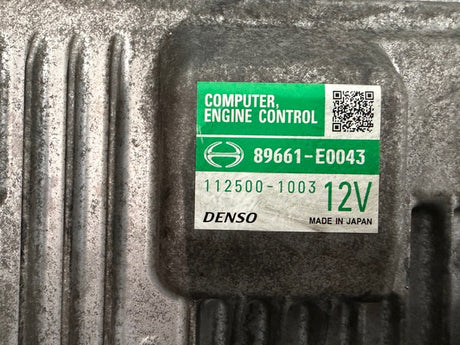 COMPUTER,
ENGINE CONTROL
89661-E0043
112500-1003 12V
DENSO MADE IN JAPAN